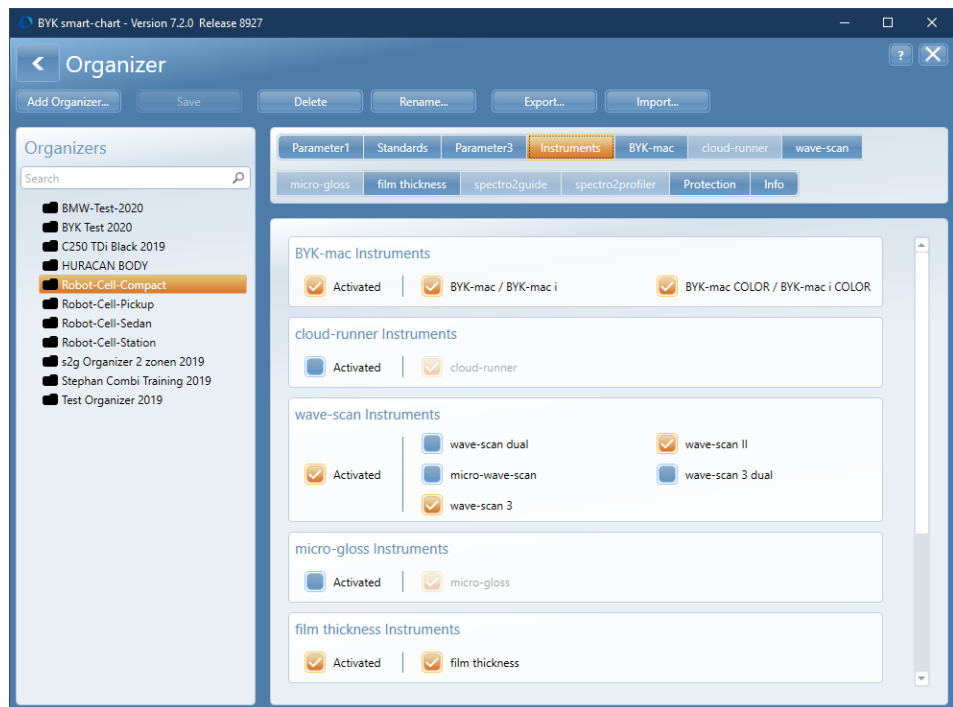 BYK smart-chart - Version 7.2.0 Release 8927
Organizer
?
Add Organizer... Save Delete Rename... Export... Import...
Organizers
Search
BMW-Test-2020
BYK Test 2020
C250 TDi Black 2019
HURACAN BODY
Robot-Cell-Compact
Robot-Cell-Pickup
Robot-Cell-Sedan
Robot-Cell-Station
s2g Organizer 2 zonen 2019
Stephan Combi Training 2019
Test Organizer 2019
Parameter1 Standards Parameter3 Instruments BYK-mac cloud-runner wave-scan
micro-gloss film thickness spectro2guide spectro2profiler Protection Info
BYK-mac Instruments
Activated BYK-mac / BYK-mac i BYK-mac COLOR / BYK-mac i COLOR
cloud-runner Instruments
Activated cloud-runner
wave-scan Instruments
wave-scan dual wave-scan II
Activated micro-wave-scan wave-scan 3 dual
wave-scan 3
micro-gloss Instruments
Activated micro-gloss
film thickness Instruments
Activated film thickness